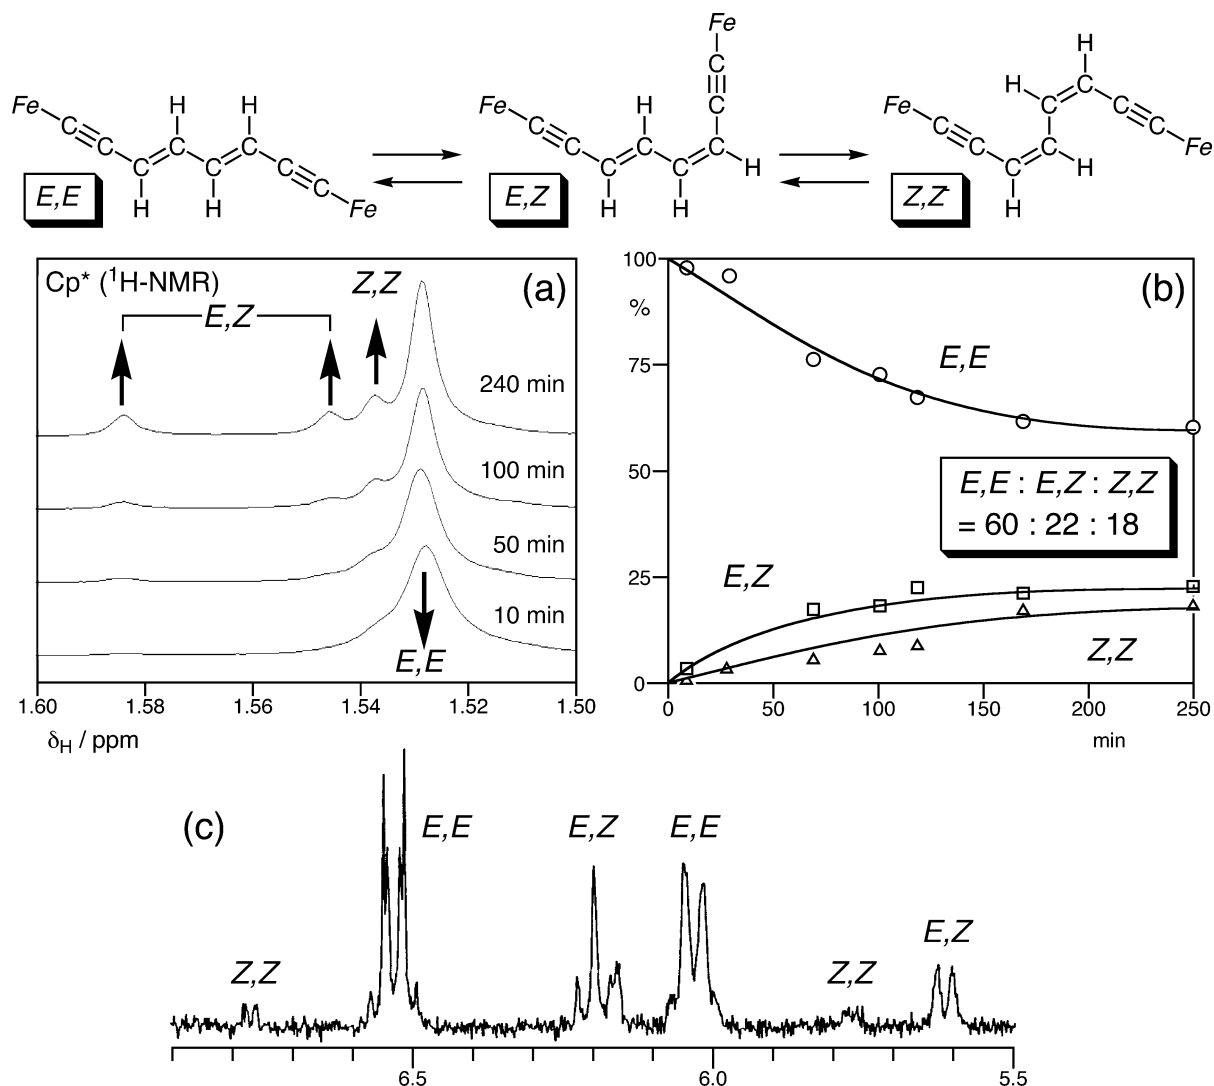 Fe C C C H C H C H C H C C Fe
E,E
Fe C C C H C H C H C H C C Fe
E,Z
Fe C C C H C H C H C H C C Fe
Z,Z
Cp* (¹H-NMR)
(a)
E,Z
Z,Z
240 min
100 min
50 min
10 min
E,E
1.60 1.58 1.56 1.54 1.52 1.50
δH / ppm
(b)
100
%
75
50
25
0
E,E
E,E : E,Z : Z,Z
= 60 : 22 : 18
E,Z
Z,Z
0 50 100 150 200 250
min
(c)
E,E
E,Z
E,E
Z,Z
Z,Z
E,Z
6.5 6.0 5.5